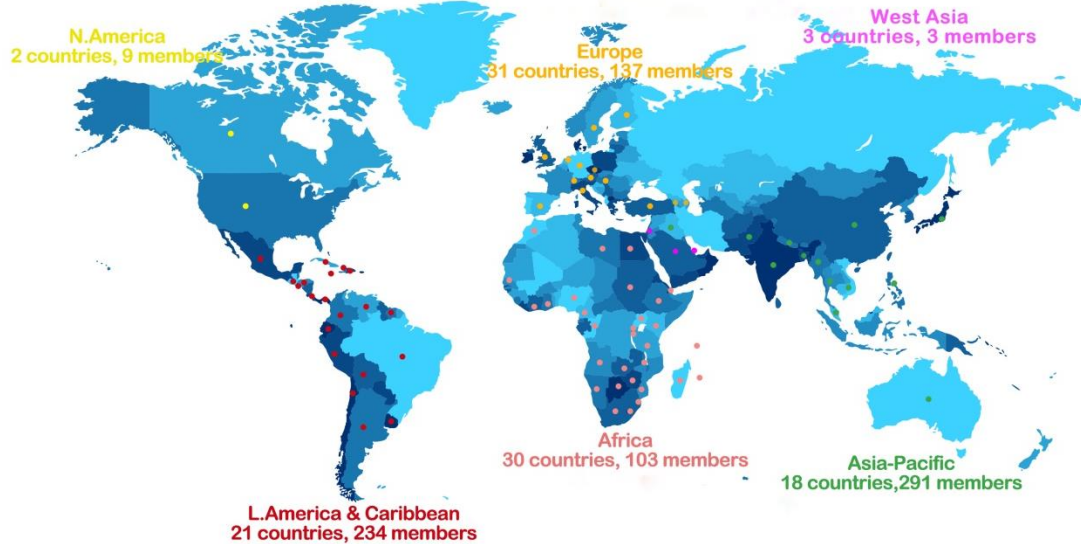 N.America
2 countries, 9 members
Europe
31 countries, 137 members
West Asia
3 countries, 3 members
Africa
30 countries, 103 members
Asia-Pacific
18 countries,291 members
L.America & Caribbean
21 countries, 234 members